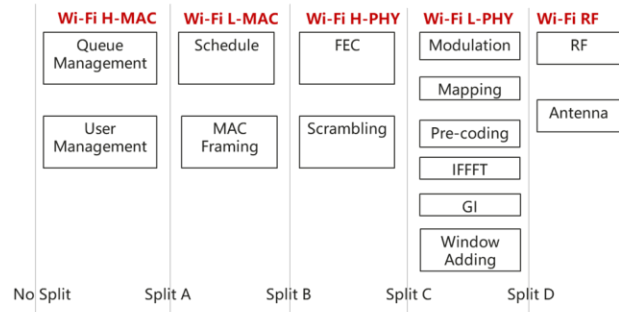 Wi-Fi H-MAC
Wi-Fi L-MAC
Wi-Fi H-PHY
Wi-Fi L-PHY
Wi-Fi RF
Queue
Management
Schedule
FEC
Modulation
RF
Mapping
Antenna
User
Management
MAC
Framing
Scrambling
Pre-coding
IFFFT
GI
Window
Adding
No Split
Split A
Split B
Split C
Split D